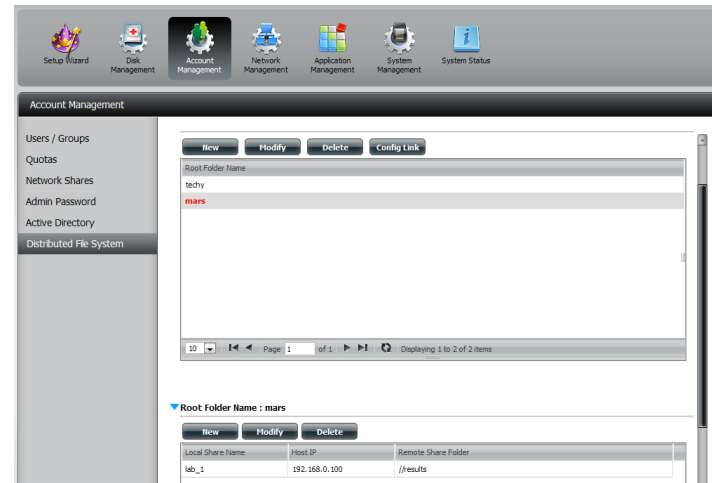 Setup Wizard
Disk Management
Account Management
Network Management
Application Management
System Management
System Status
Account Management
Users / Groups
Quotas
Network Shares
Admin Password
Active Directory
Distributed File System
New Modify Delete Config Link
Root Folder Name
techy
mars
10 Page 1 of 1 Displaying 1 to 2 of 2 items
Root Folder Name : mars
New Modify Delete
Local Share Name Host IP Remote Share Folder
lab_1 192.168.0.100 //results